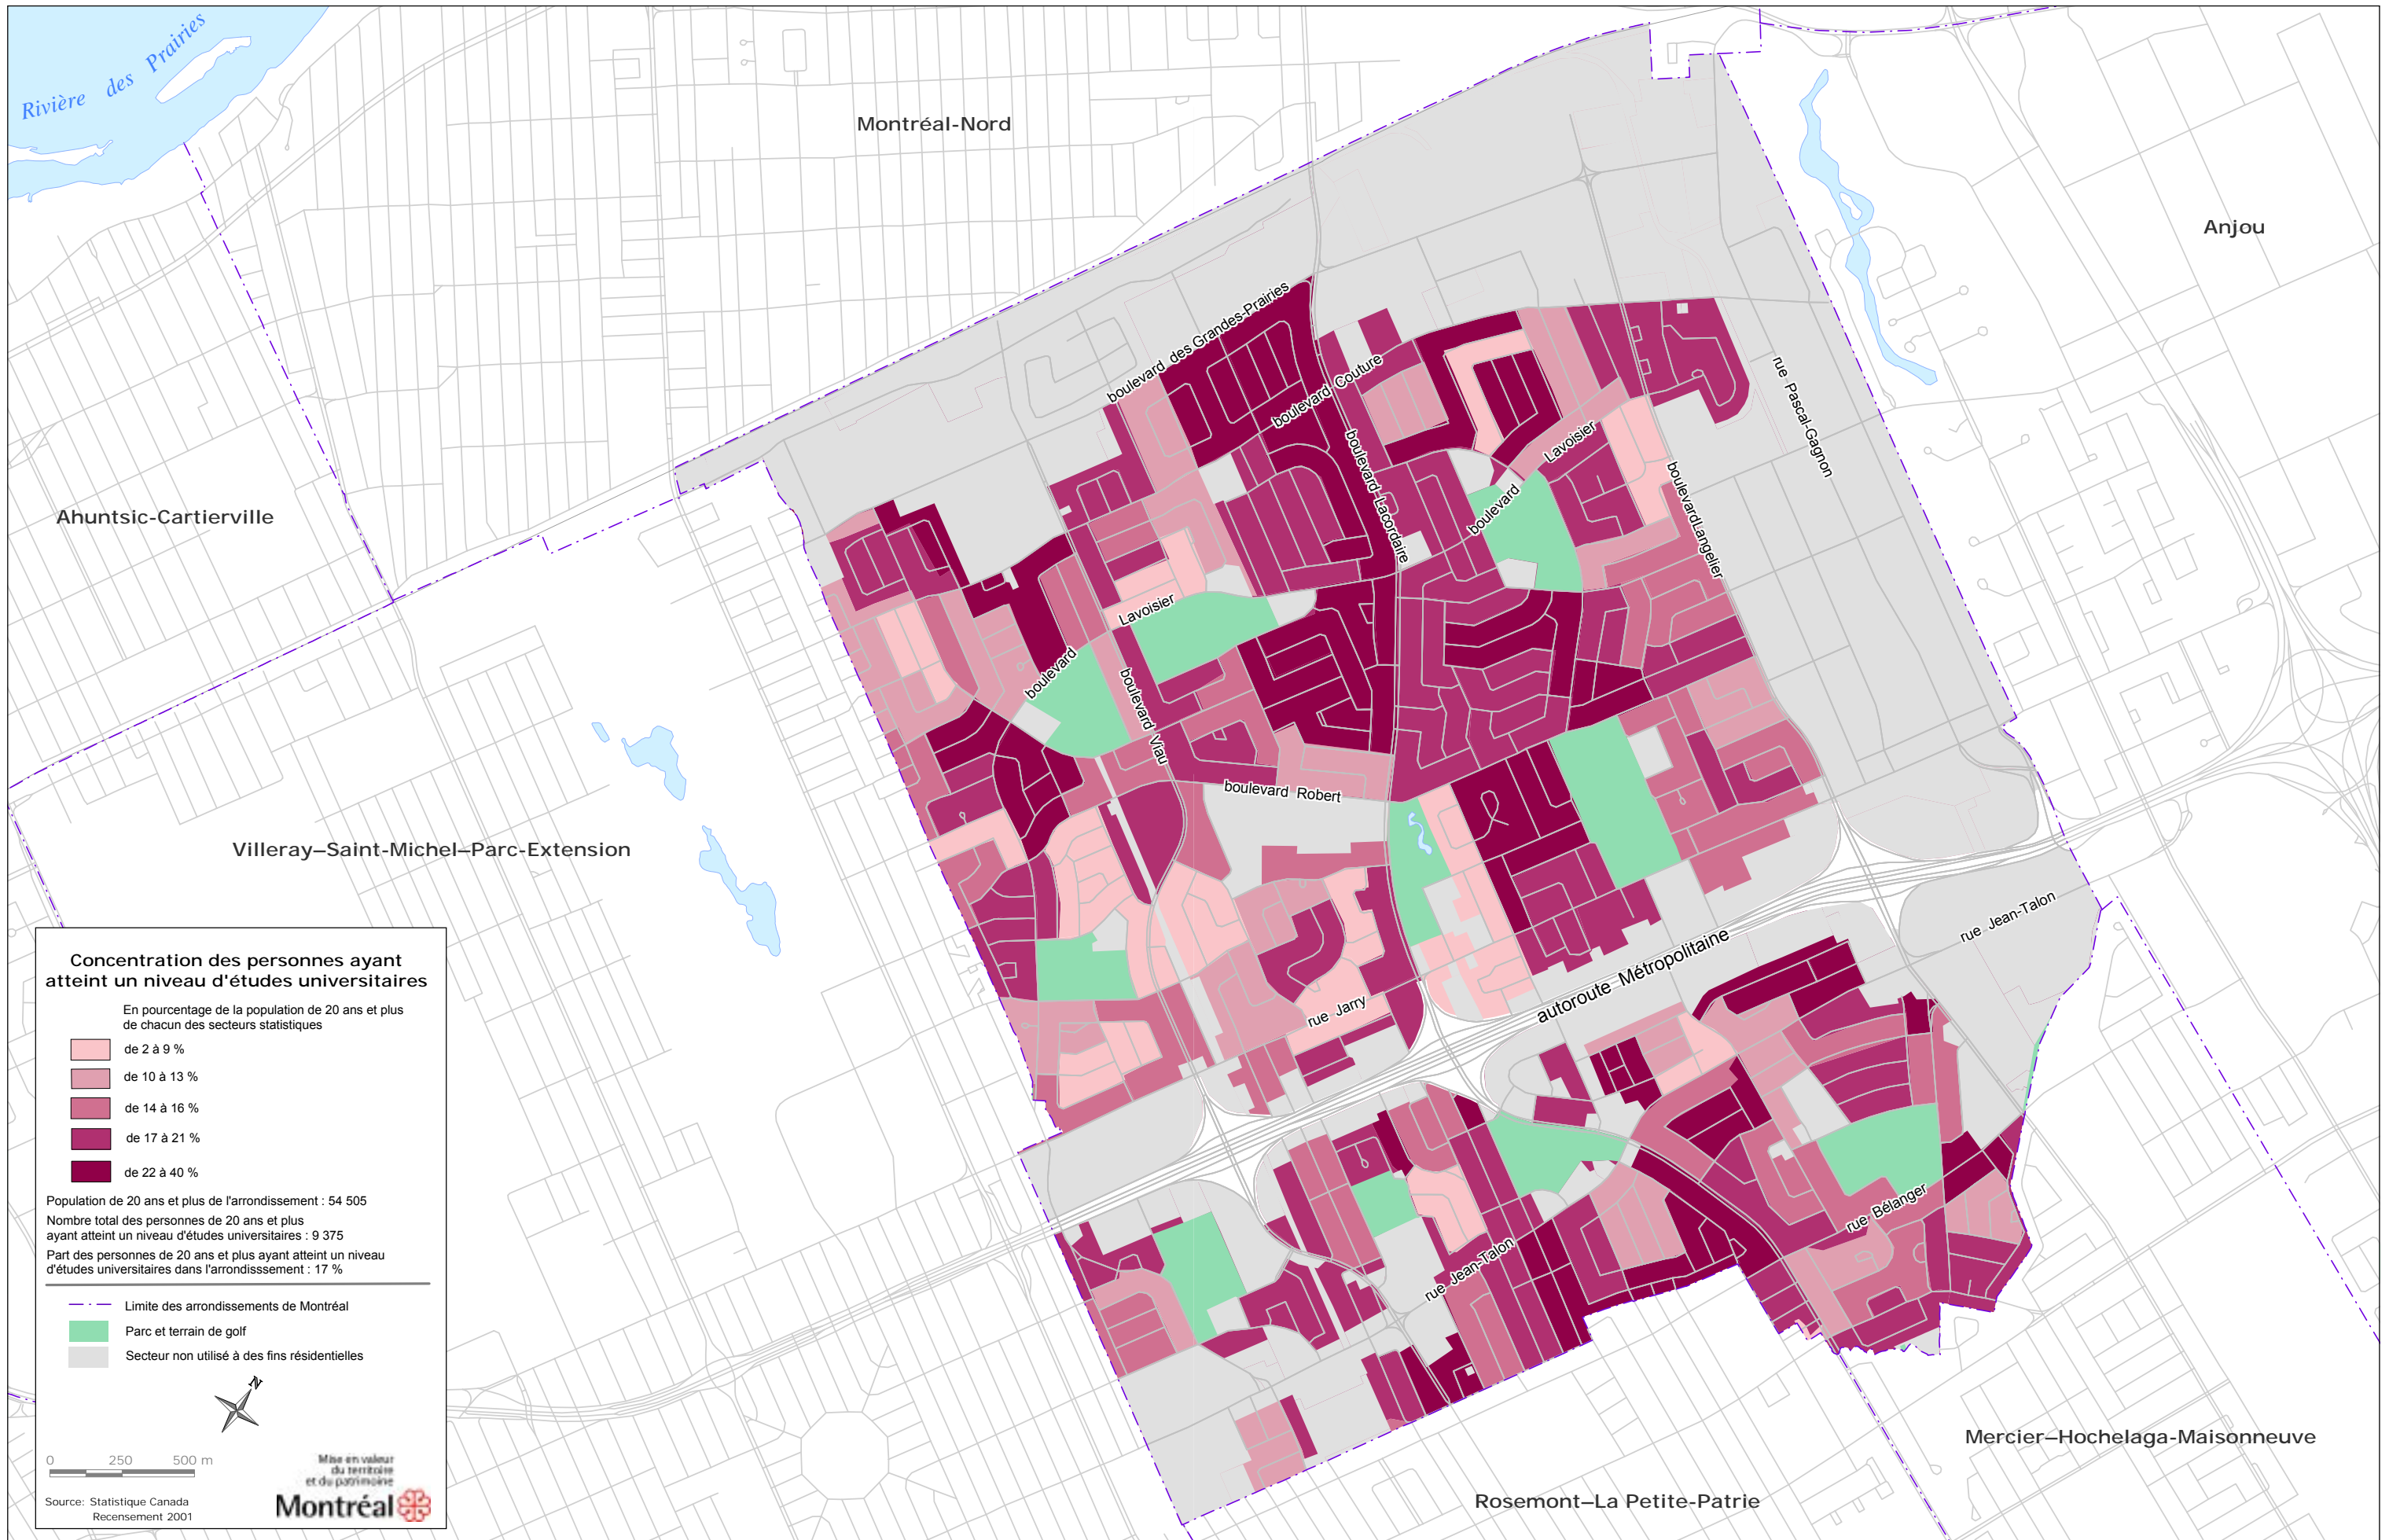 Rivière des Prairies
Montréal-Nord
Anjou
Ahuntsic-Cartierville
Villeray–Saint-Michel–Parc-Extension
boulevard des Grandes-Prairies
boulevard Couture
boulevard Lacordaire
Lavoisier
boulevard
boulevard Langelier
rue Pascal-Gagnon
Lavoisier
boulevard
boulevard Viau
boulevard Robert
rue Jarry
autoroute Métropolitaine
rue Jean-Talon
rue Bélanger
rue Jean-Talon
Mercier–Hochelaga-Maisonneuve
Rosemont–La Petite-Patrie
Concentration des personnes ayant
atteint un niveau d'études universitaires
En pourcentage de la population de 20 ans et plus
de chacun des secteurs statistiques
de 2 à 9 %
de 10 à 13 %
de 14 à 16 %
de 17 à 21 %
de 22 à 40 %
Population de 20 ans et plus de l'arrondissement : 54 505
Nombre total des personnes de 20 ans et plus
ayant atteint un niveau d'études universitaires : 9 375
Part des personnes de 20 ans et plus ayant atteint un niveau
d'études universitaires dans l'arrondisssement : 17 %
Limite des arrondissements de Montréal
Parc et terrain de golf
Secteur non utilisé à des fins résidentielles
N
0 250 500 m
Mise en valeur
du territoire
et du patrimoine
Montréal
Source: Statistique Canada
Recensement 2001